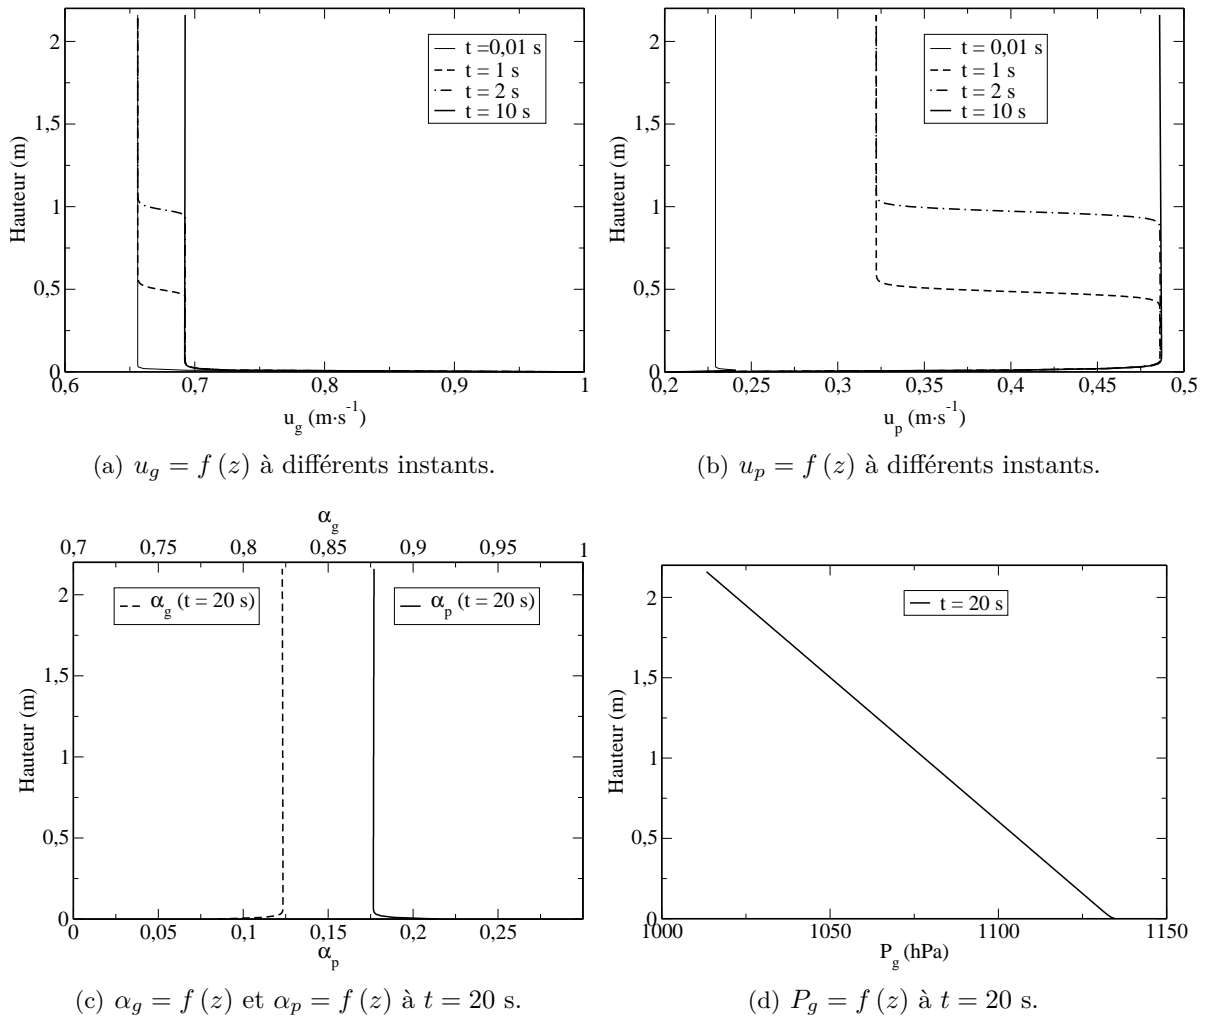 2
1,5
1
0,5
0
Hauteur (m)
t =0,01 s
t = 1 s
t = 2 s
t = 10 s
0,6 0,7 0,8 0,9 1
u_g (m·s⁻¹)
(a) u_g = f (z) à différents instants.
2
1,5
1
0,5
0
Hauteur (m)
t = 0,01 s
t = 1 s
t = 2 s
t = 10 s
0,2 0,25 0,3 0,35 0,4 0,45 0,5
u_p (m·s⁻¹)
(b) u_p = f (z) à différents instants.
α_g
0,7 0,75 0,8 0,85 0,9 0,95 1
2
1,5
1
0,5
0
Hauteur (m)
α_g (t = 20 s)
α_p (t = 20 s)
0 0,05 0,1 0,15 0,2 0,25
α_p
(c) α_g = f (z) et α_p = f (z) à t = 20 s.
2
1,5
1
0,5
0
Hauteur (m)
t = 20 s
1000 1050 1100 1150
P_g (hPa)
(d) P_g = f (z) à t = 20 s.